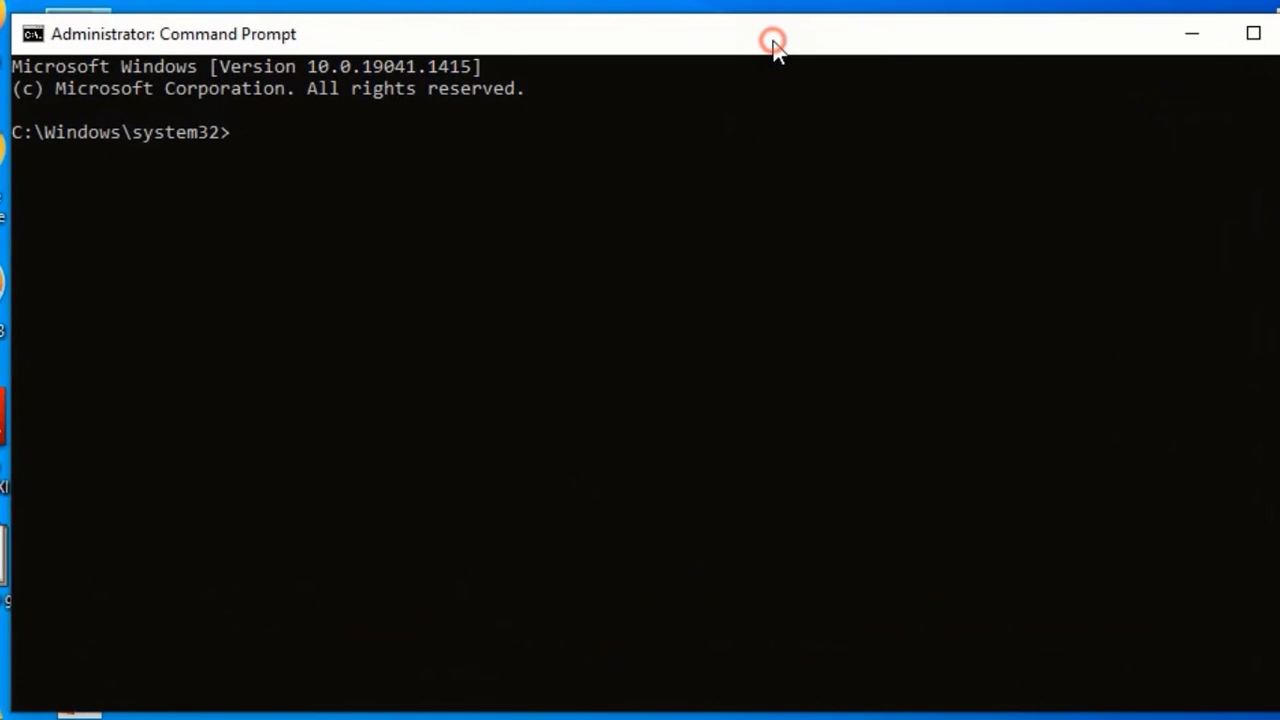 Administrator: Command Prompt
Microsoft Windows [Version 10.0.19041.1415]
(c) Microsoft Corporation. All rights reserved.
C:\Windows\system32>